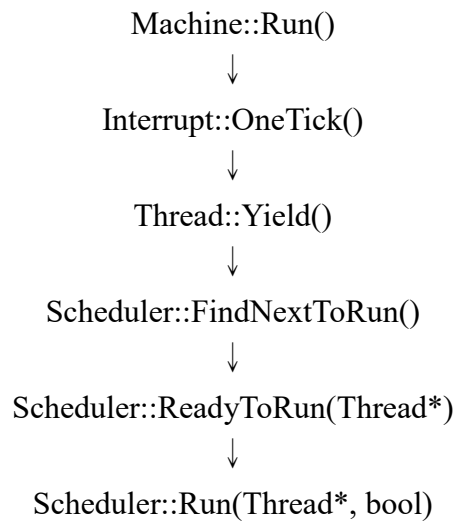 Machine::Run()
↓
Interrupt::OneTick()
↓
Thread::Yield()
↓
Scheduler::FindNextToRun()
↓
Scheduler::ReadyToRun(Thread*)
↓
Scheduler::Run(Thread*, bool)